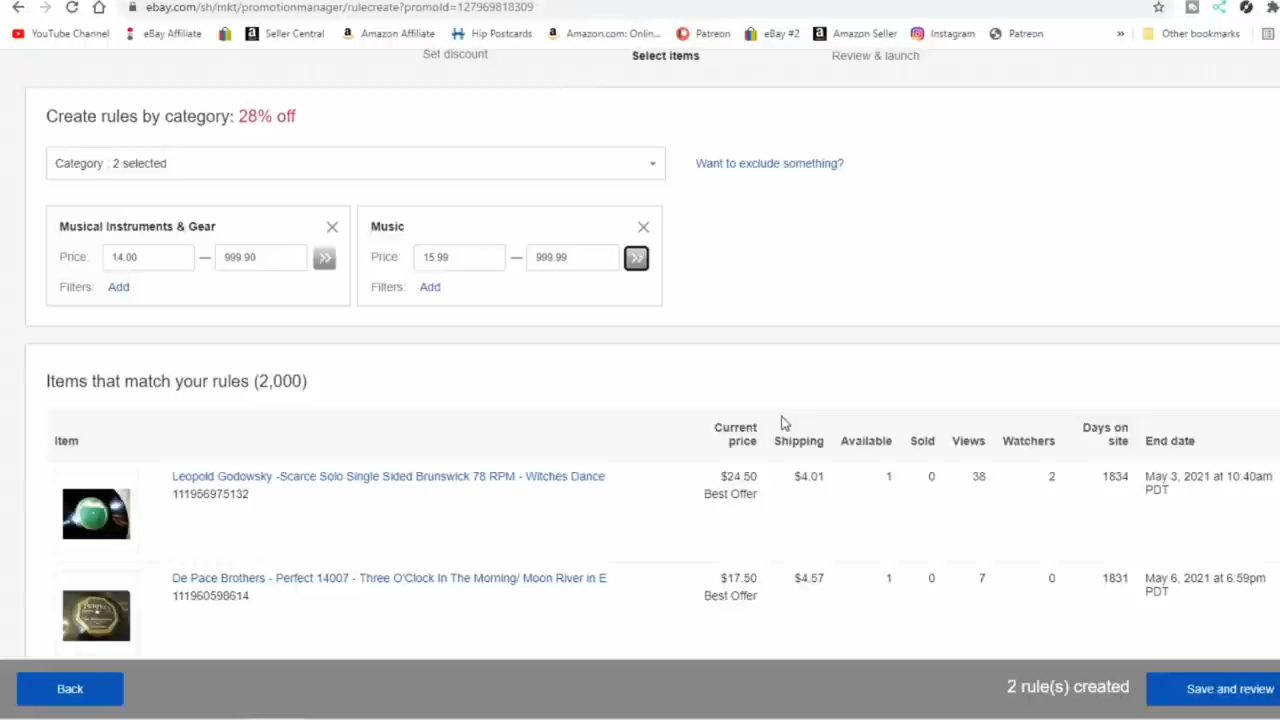 ebay.com/sh/mkt/promotionmanager/rulecreate?promoId=127969818309
YouTube Channel eBay Affiliate Seller Central Amazon Affiliate Hip Postcards Amazon.com: Onlin... Patreon eBay #2 Amazon Seller Instagram Patreon » Other bookmarks
Set discount Select items Review & launch
Create rules by category: 28% off
Category : 2 selected Want to exclude something?
Musical Instruments & Gear Music
Price: 14.00 — 999.90 Price: 15.99 — 999.99
Filters: Add Filters: Add
Items that match your rules (2,000)
Item Current price Shipping Available Sold Views Watchers Days on site End date
Leopold Godowsky -Scarce Solo Single Sided Brunswick 78 RPM - Witches Dance $24.50 $4.01 1 0 38 2 1834 May 3, 2021 at 10:40am
111956975132 Best Offer PDT
De Pace Brothers - Perfect 14007 - Three O'Clock In The Morning/ Moon River in E $17.50 $4.57 1 0 7 0 1831 May 6, 2021 at 6:59pm
111960598614 Best Offer PDT
Back 2 rule(s) created Save and review